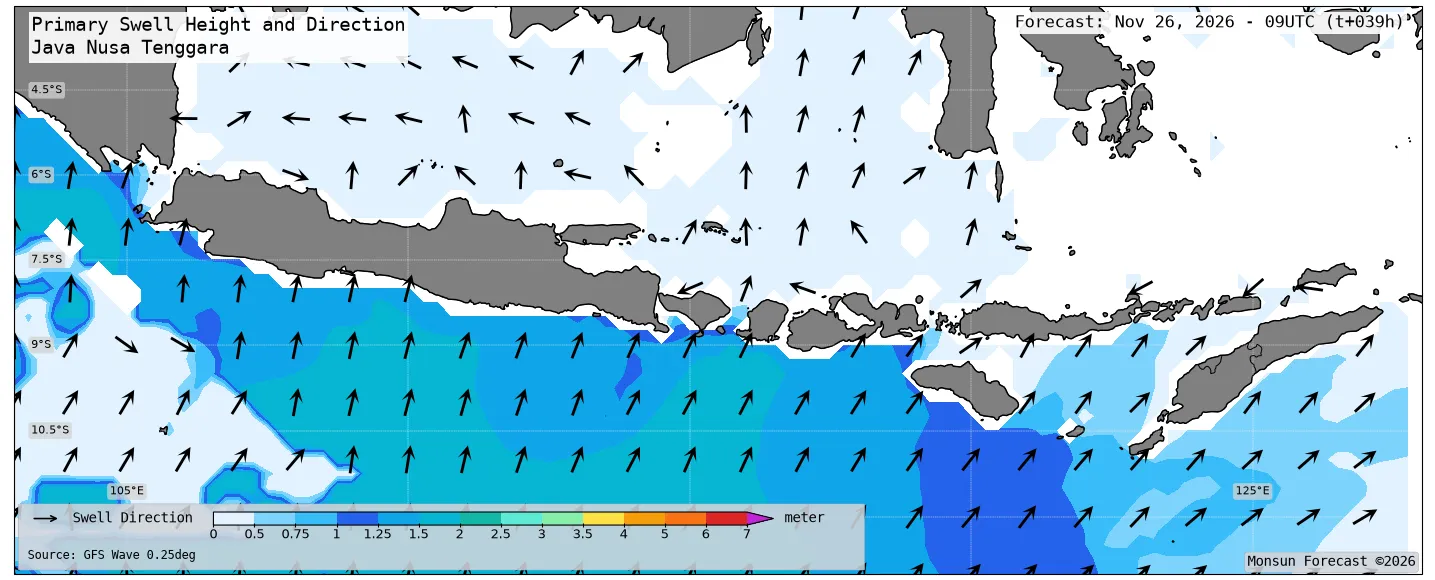 Primary Swell Height and Direction
Java Nusa Tenggara
Forecast: Nov 26, 2026 - 09UTC (t+039h)
4.5°S
6°S
7.5°S
9°S
10.5°S
105°E
125°E
Swell Direction
0 0.5 0.75 1 1.25 1.5 2 2.5 3 3.5 4 5 6 7
meter
Source: GFS Wave 0.25deg
Monsun Forecast ©2026